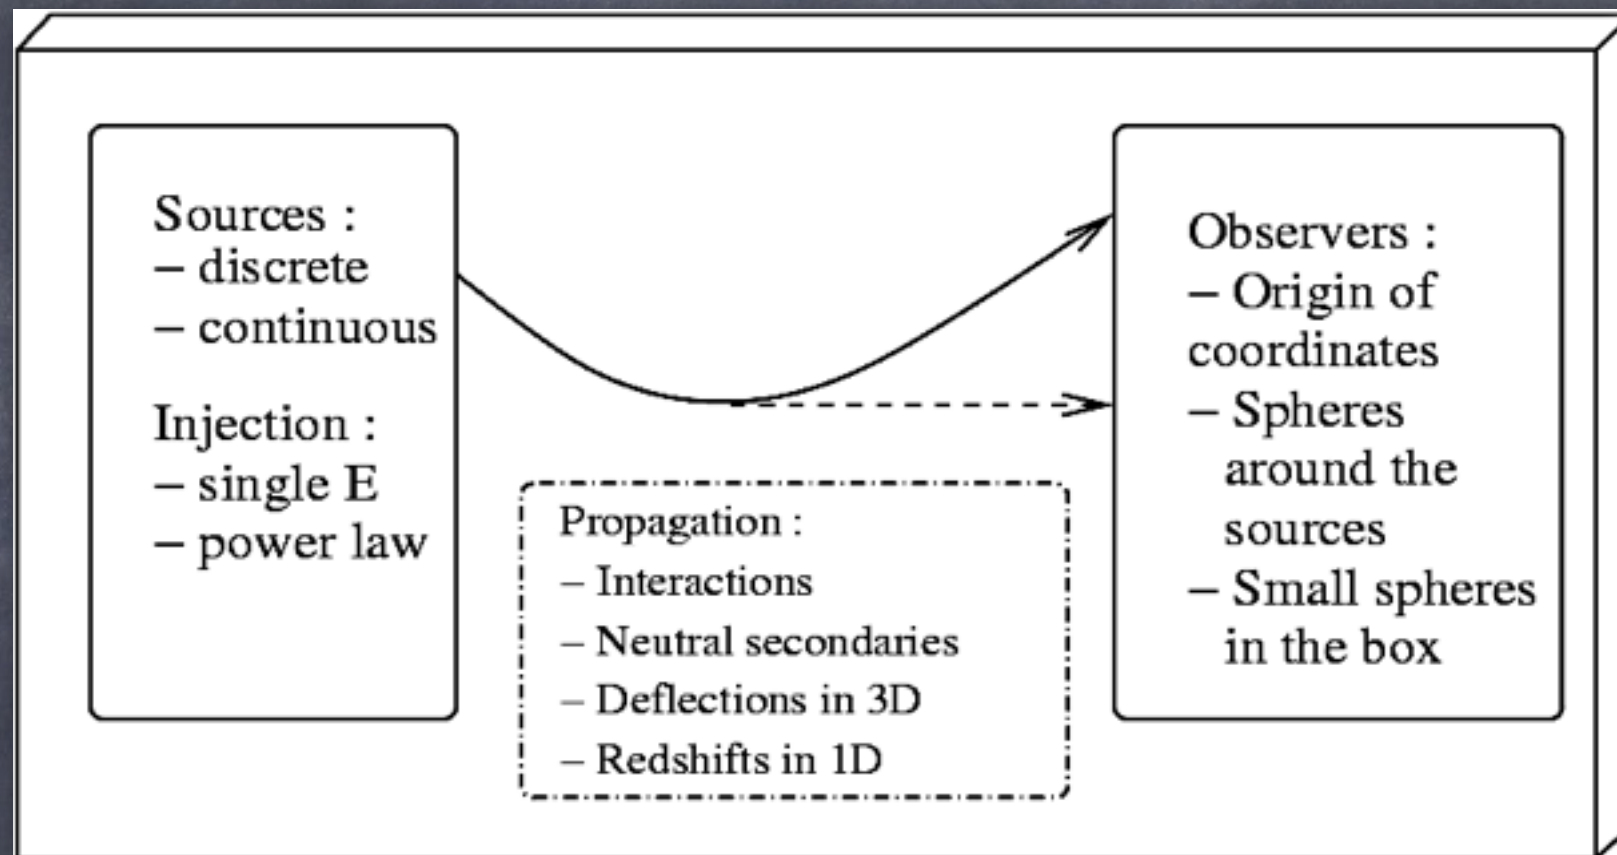 Sources :
– discrete
– continuous
Injection :
– single E
– power law
Propagation :
– Interactions
– Neutral secondaries
– Deflections in 3D
– Redshifts in 1D
Observers :
– Origin of
coordinates
– Spheres
around the
sources
– Small spheres
in the box